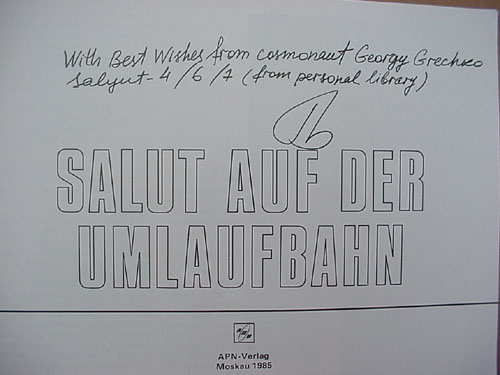 With Best Wishes from cosmonaut Georgy Grechko
Salyut-4/6/7 (from personal library)
SALUT AUF DER
UMLAUFBAHN
APN-Verlag
Moskau 1985